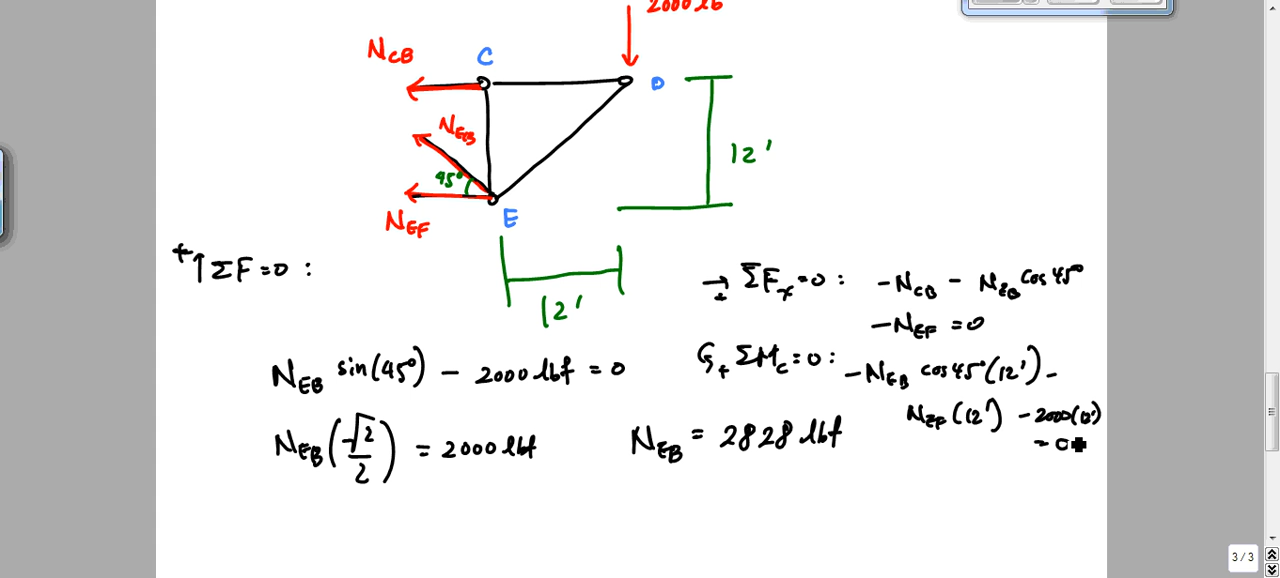 2000 lb
N_CB
C
D
N_EB
12'
45°
N_EF
E
+↑ΣF=0:
12'
→+ ΣF_x=0: -N_CB - N_EB cos 45°
-N_EF = 0
N_EB sin(45°) - 2000 lbf = 0
↺+ ΣM_C=0: -N_EB cos 45°(12') -
N_EF(12') - 2000(12')
= 0
N_EB(√2/2) = 2000 lbf
N_EB = 2828 lbf
3 / 3